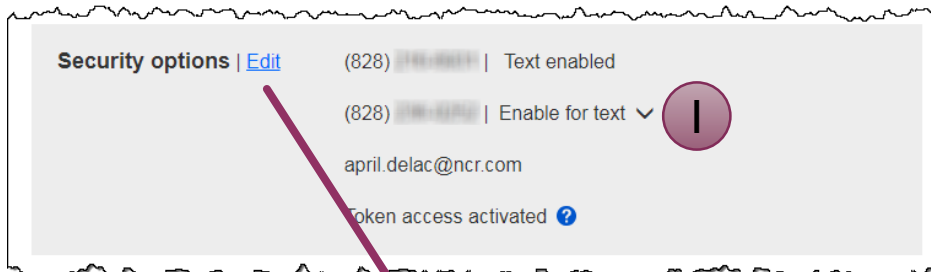 Security options | Edit
(828) | Text enabled
(828) | Enable for text
I
april.delac@ncr.com
Token access activated ?